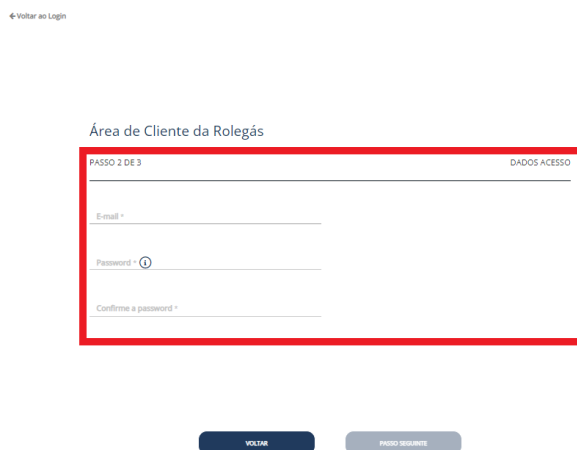 Voltar ao Login
Área de Cliente da Rolegás
PASSO 2 DE 3 DADOS ACESSO
E-mail *
Password * i
Confirme a password *
VOLTAR PASSO SEGUINTE